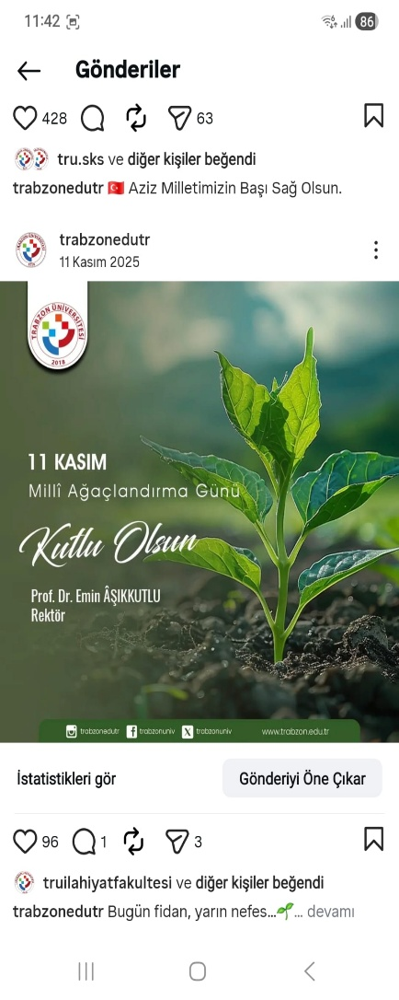 11:42
86
Gönderiler
428
63
tru.sks ve diğer kişiler beğendi
trabzonedutr 🇹🇷 Aziz Milletimizin Başı Sağ Olsun.
trabzonedutr
11 Kasım 2025
TRABZON ÜNİVERSİTESİ
2018
11 KASIM
Millî Ağaçlandırma Günü
Kutlu Olsun
Prof. Dr. Emin ÂŞIKKUTLU
Rektör
trabzonedutr trabzonuniv trabzonuniv www.trabzon.edu.tr
İstatistikleri gör Gönderiyi Öne Çıkar
96 1 3
truilahiyatfakultesi ve diğer kişiler beğendi
trabzonedutr Bugün fidan, yarın nefes...🌱... devamı